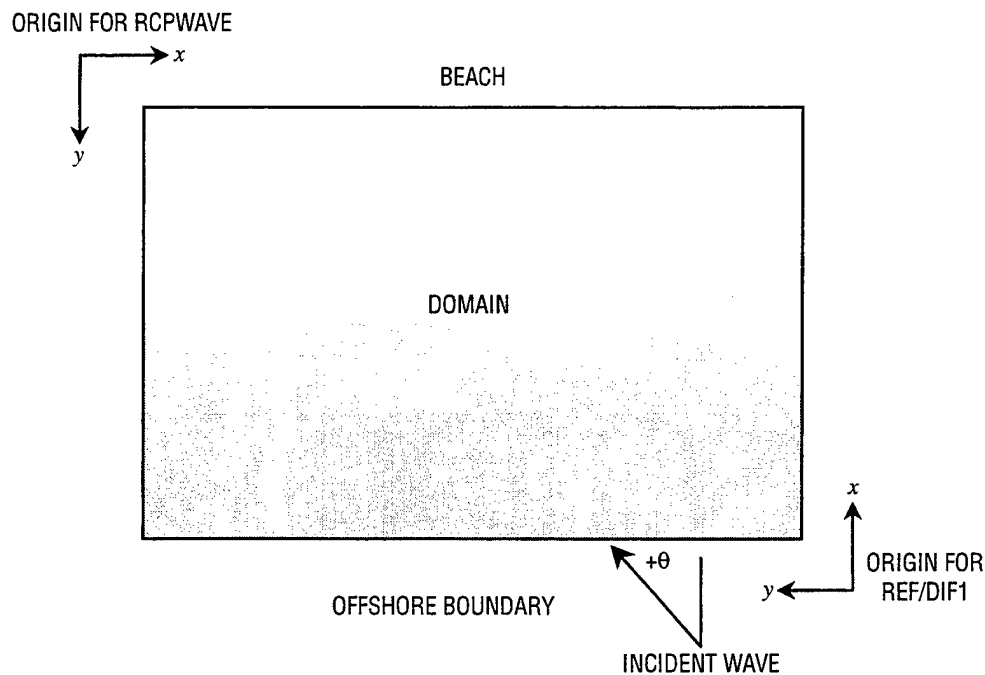 ORIGIN FOR RCPWAVE
x
y
BEACH
DOMAIN
x
+θ
y
ORIGIN FOR
REF/DIF1
OFFSHORE BOUNDARY
INCIDENT WAVE